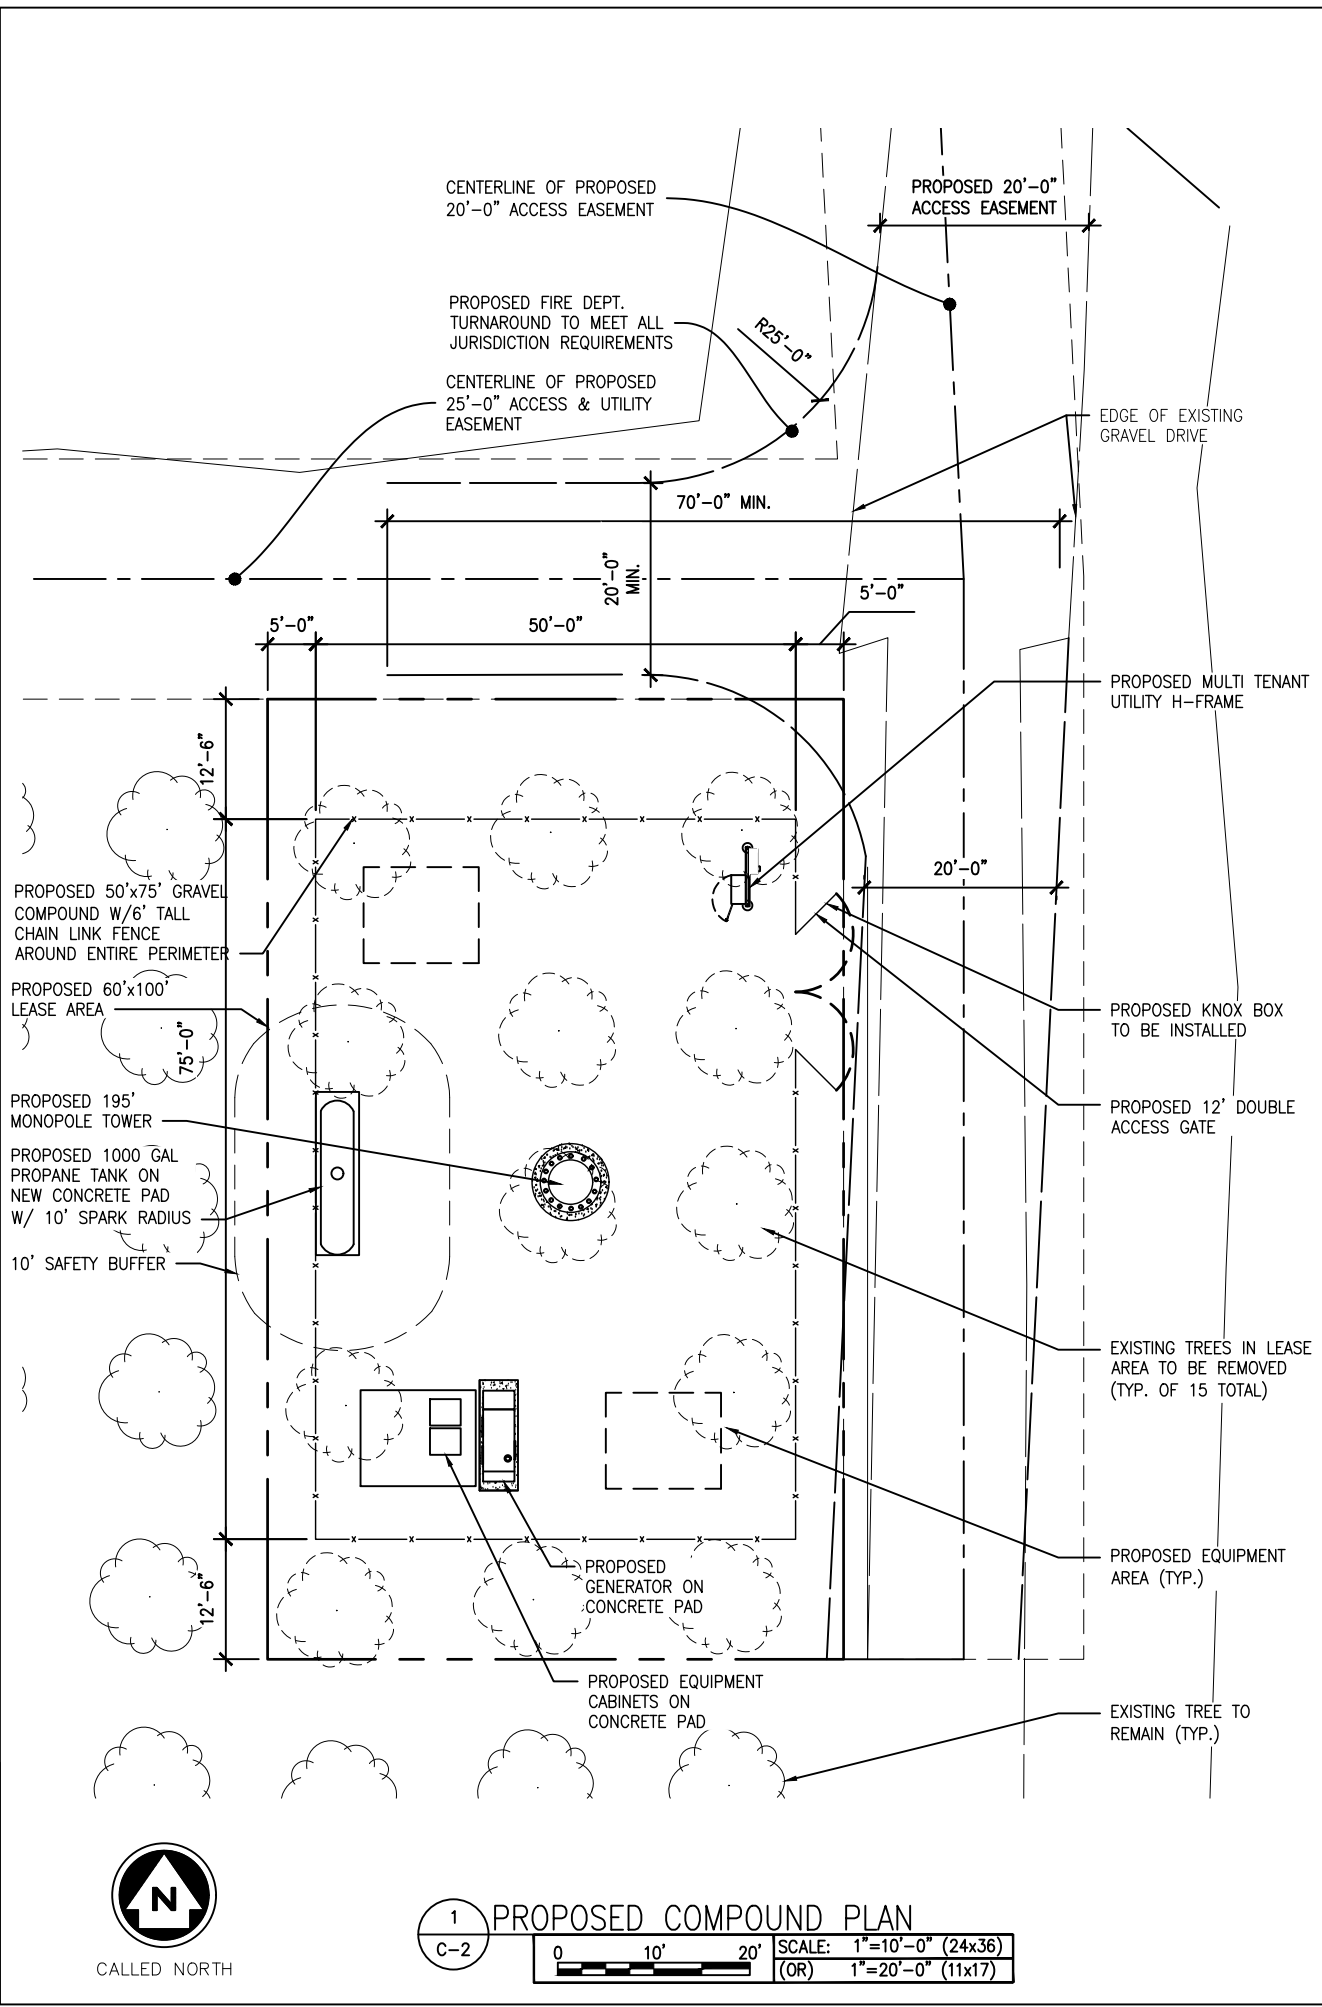 CENTERLINE OF PROPOSED
20'-0" ACCESS EASEMENT
PROPOSED 20'-0"
ACCESS EASEMENT
PROPOSED FIRE DEPT.
TURNAROUND TO MEET ALL
JURISDICTION REQUIREMENTS
R25'-0"
CENTERLINE OF PROPOSED
25'-0" ACCESS & UTILITY
EASEMENT
EDGE OF EXISTING
GRAVEL DRIVE
70'-0" MIN.
20'-0"
MIN.
5'-0"
5'-0"
50'-0"
PROPOSED MULTI TENANT
UTILITY H-FRAME
12'-6"
20'-0"
PROPOSED 50'x75' GRAVEL
COMPOUND W/6' TALL
CHAIN LINK FENCE
AROUND ENTIRE PERIMETER
PROPOSED 60'x100'
LEASE AREA
75'-0"
PROPOSED KNOX BOX
TO BE INSTALLED
PROPOSED 195'
MONOPOLE TOWER
PROPOSED 12' DOUBLE
ACCESS GATE
PROPOSED 1000 GAL
PROPANE TANK ON
NEW CONCRETE PAD
W/ 10' SPARK RADIUS
10' SAFETY BUFFER
EXISTING TREES IN LEASE
AREA TO BE REMOVED
(TYP. OF 15 TOTAL)
PROPOSED EQUIPMENT
AREA (TYP.)
PROPOSED
GENERATOR ON
CONCRETE PAD
12'-6"
PROPOSED EQUIPMENT
CABINETS ON
CONCRETE PAD
EXISTING TREE TO
REMAIN (TYP.)
N
CALLED NORTH
1
C-2
PROPOSED COMPOUND PLAN
0 10' 20'
SCALE: 1"=10'-0" (24x36)
(OR) 1"=20'-0" (11x17)